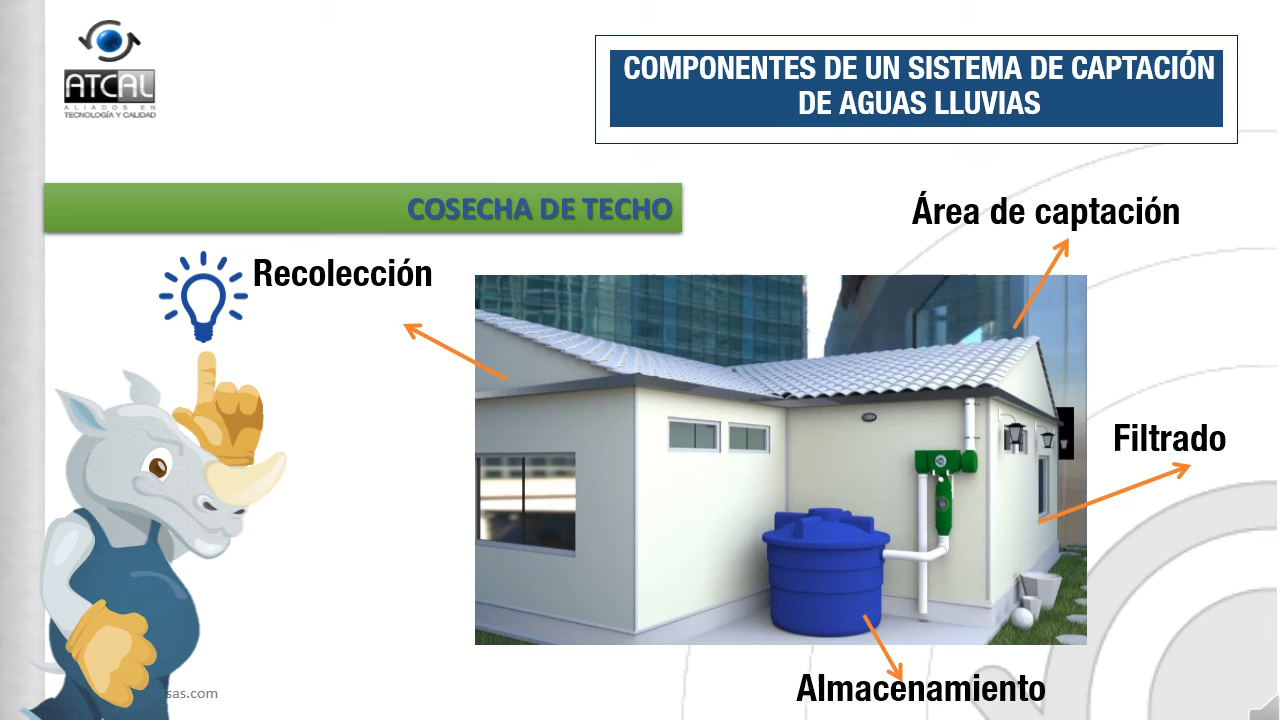 ATCAL
ALIADOS EN
TECNOLOGÍA Y CALIDAD
COMPONENTES DE UN SISTEMA DE CAPTACIÓN
DE AGUAS LLUVIAS
COSECHA DE TECHO
Área de captación
Recolección
Filtrado
Almacenamiento
sas.com